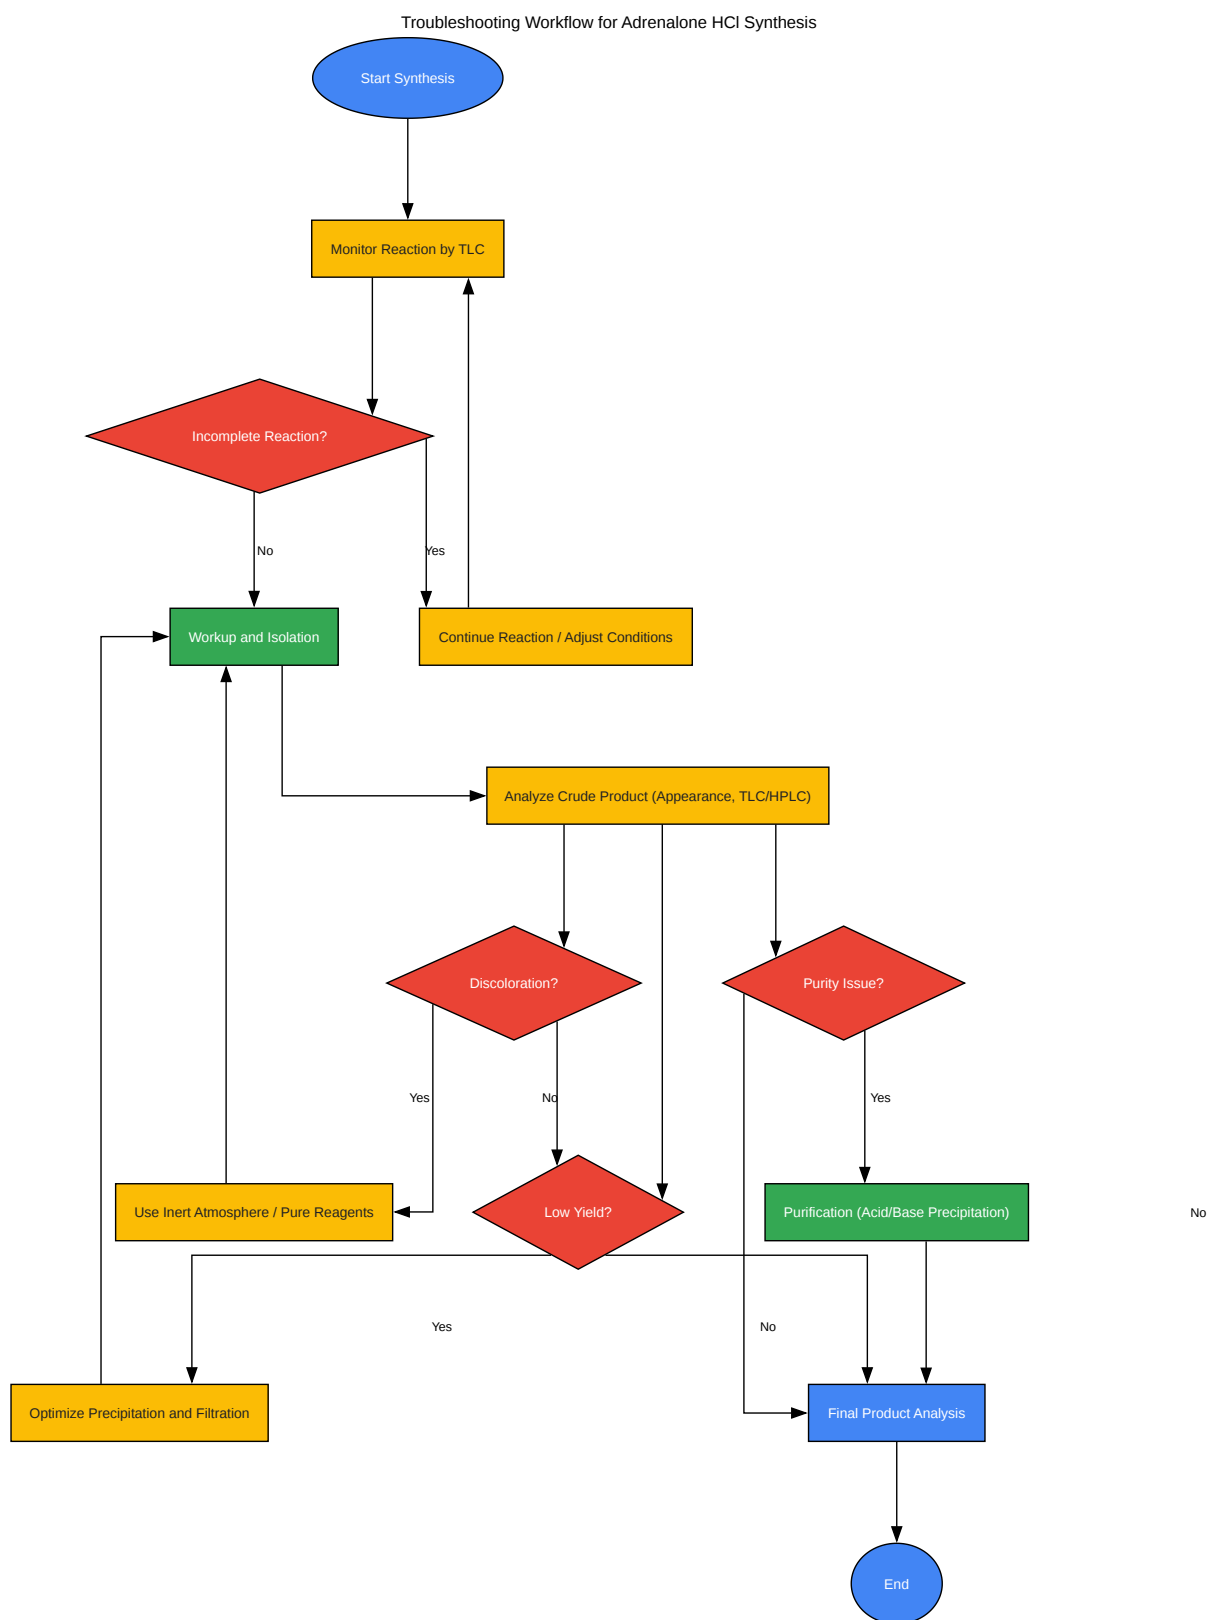 Troubleshooting Workflow for Adrenalone HCl Synthesis
Start Synthesis
Monitor Reaction by TLC
Incomplete Reaction?
No
Yes
Workup and Isolation
Continue Reaction / Adjust Conditions
Analyze Crude Product (Appearance, TLC/HPLC)
Discoloration?
Purity Issue?
Yes
No
Yes
Use Inert Atmosphere / Pure Reagents
Low Yield?
Purification (Acid/Base Precipitation)
No
Yes
No
Optimize Precipitation and Filtration
Final Product Analysis
End